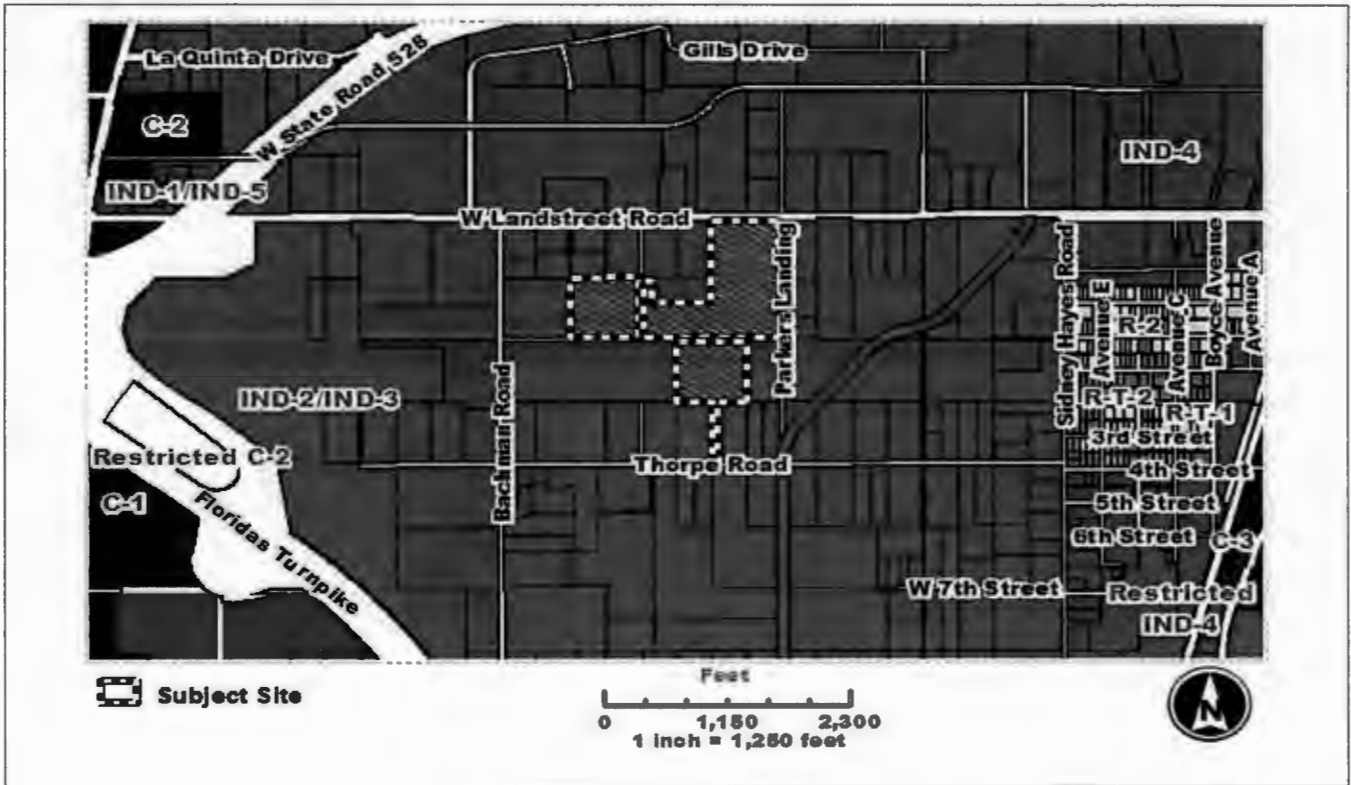 La Quinta Drive
W State Road 528
Gills Drive
C-2
IND-4
IND-1/IND-5
W Landstreet Road
Parkers Landing
Sidney Hayes Road
Avenue E
R-2
Avenue C
Boyce Avenue
Avenue A
Bachman Road
IND-2/IND-3
R-T-2
R-T-1
3rd Street
Restricted C-2
Thorpe Road
4th Street
C-1
Floridas Turnpike
5th Street
6th Street
C-3
W 7th Street
Restricted
IND-4
Subject Site
Feet
0 1,150 2,300
1 inch = 1,250 feet
N